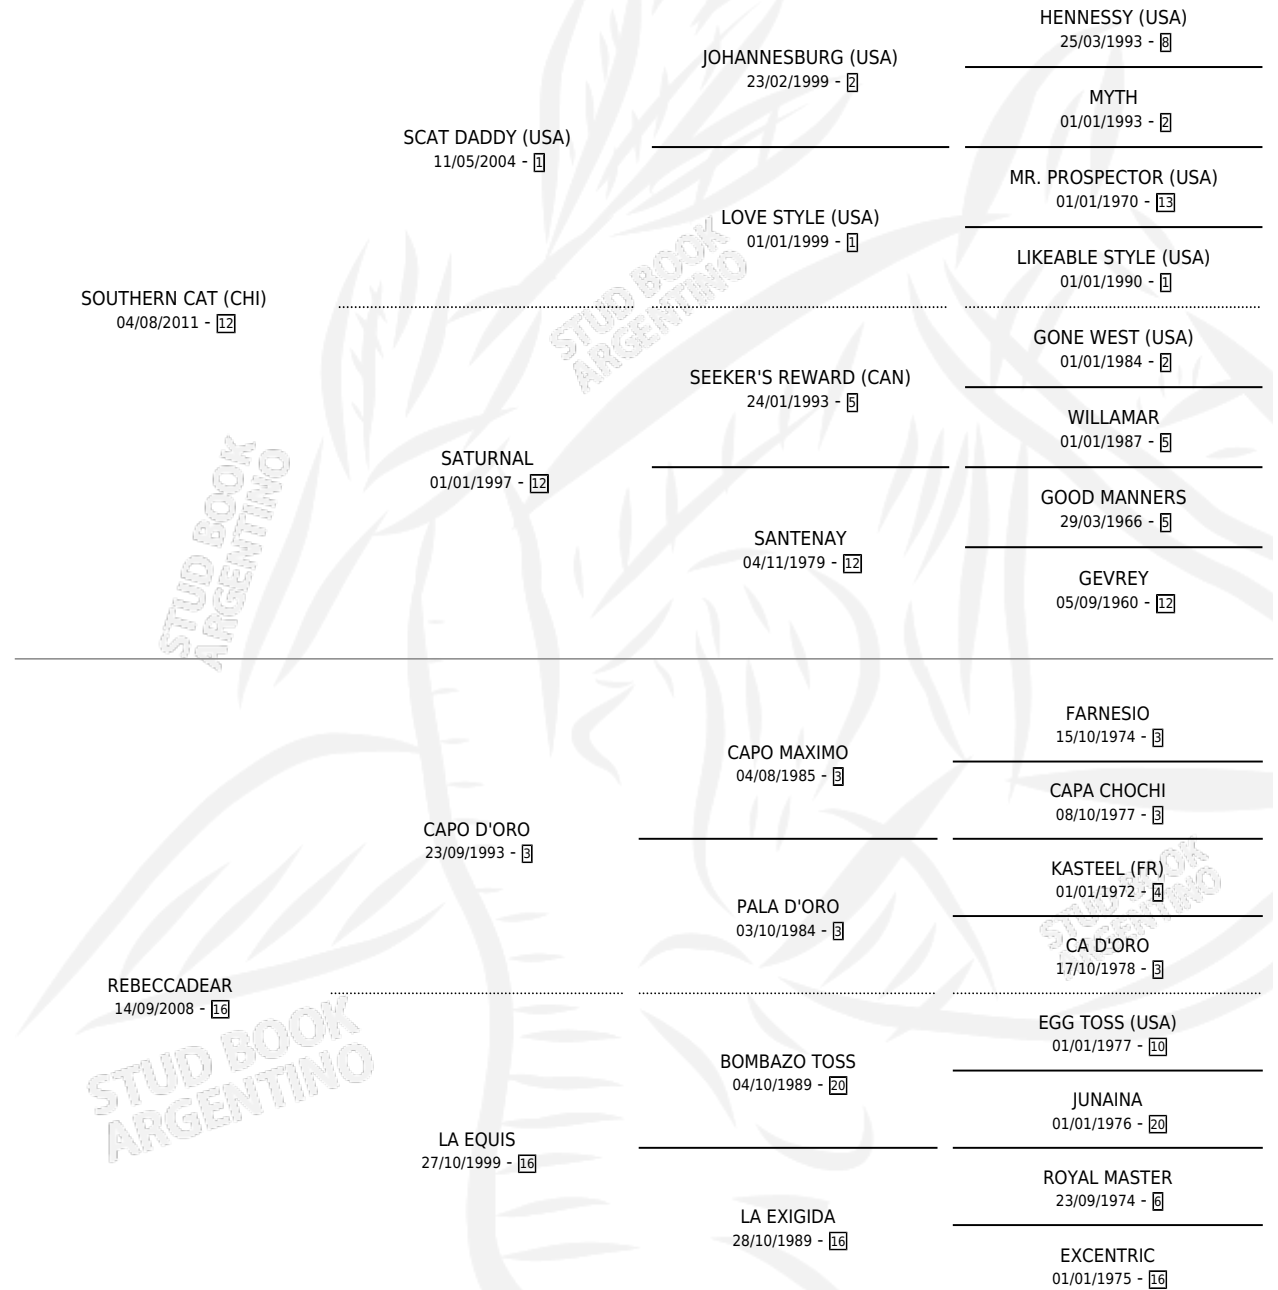 HENNESSY (USA)
25/03/1993 - 8
JOHANNESBURG (USA)
23/02/1999 - 2
MYTH
01/01/1993 - 2
SCAT DADDY (USA)
11/05/2004 - 1
MR. PROSPECTOR (USA)
01/01/1970 - 13
LOVE STYLE (USA)
01/01/1999 - 1
LIKEABLE STYLE (USA)
01/01/1990 - 1
SOUTHERN CAT (CHI)
04/08/2011 - 12
STUD BOOK
ARGENTINO
GONE WEST (USA)
01/01/1984 - 2
SEEKER'S REWARD (CAN)
24/01/1993 - 5
WILLAMAR
01/01/1987 - 5
SATURNAL
01/01/1997 - 12
GOOD MANNERS
29/03/1966 - 5
SANTENAY
04/11/1979 - 12
GEVREY
05/09/1960 - 12
STUD BOOK
ARGENTINO
FARNESIO
15/10/1974 - 3
CAPO MAXIMO
04/08/1985 - 3
CAPA CHOCHI
08/10/1977 - 3
CAPO D'ORO
23/09/1993 - 3
KASTEEL (FR)
01/01/1972 - 4
PALA D'ORO
03/10/1984 - 3
CA D'ORO
17/10/1978 - 3
STUD BOOK
ARGENTINO
REBECCADEAR
14/09/2008 - 16
EGG TOSS (USA)
01/01/1977 - 10
BOMBAZO TOSS
04/10/1989 - 20
JUNAINA
01/01/1976 - 20
STUD BOOK
ARGENTINO
LA EQUIS
27/10/1999 - 16
ROYAL MASTER
23/09/1974 - 6
LA EXIGIDA
28/10/1989 - 16
EXCENTRIC
01/01/1975 - 16